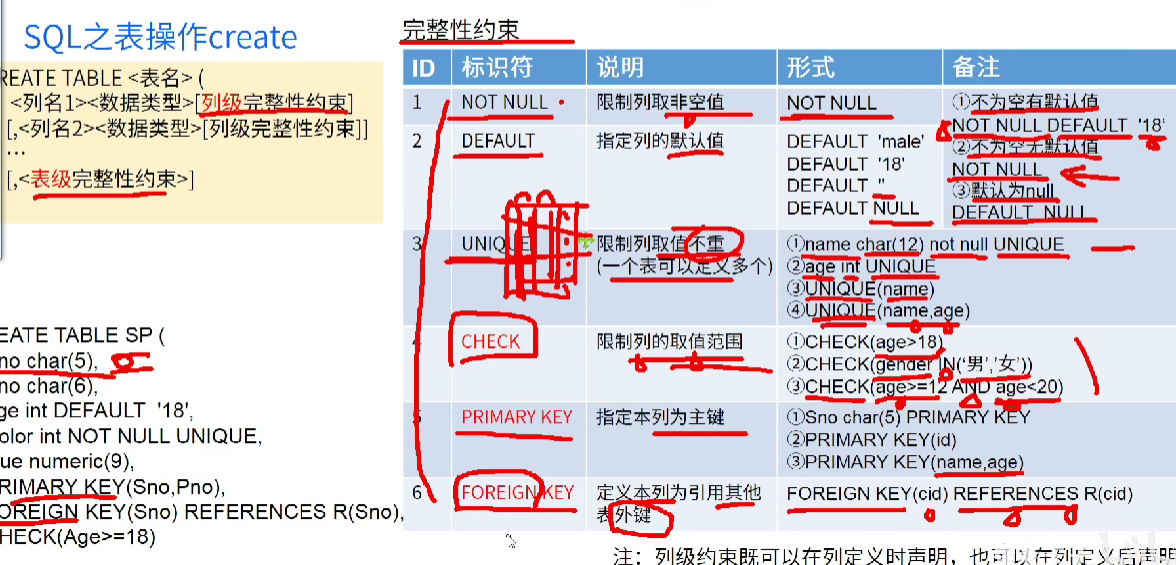 SQL之表操作create
REATE TABLE <表名> (
<列名1><数据类型>[列级完整性约束]
[,<列名2><数据类型>[列级完整性约束]]
…
[,<表级完整性约束>]
EATE TABLE SP (
no char(5),
no char(6),
ge int DEFAULT '18',
olor int NOT NULL UNIQUE,
ue numeric(9),
RIMARY KEY(Sno,Pno),
OREIGN KEY(Sno) REFERENCES R(Sno),
HECK(Age>=18)
完整性约束
ID 标识符 说明 形式 备注
1 NOT NULL 限制列取非空值 NOT NULL ①不为空有默认值
NOT NULL DEFAULT '18'
②不为空无默认值
NOT NULL
③默认为null
DEFAULT NULL
2 DEFAULT 指定列的默认值 DEFAULT 'male'
DEFAULT '18'
DEFAULT ''
DEFAULT NULL
3 UNIQUE 限制列取值不重
(一个表可以定义多个)
①name char(12) not null UNIQUE
②age int UNIQUE
③UNIQUE(name)
④UNIQUE(name,age)
4 CHECK 限制列的取值范围 ①CHECK(age>18)
②CHECK(gender IN('男','女'))
③CHECK(age>=12 AND age<20)
5 PRIMARY KEY 指定本列为主键 ①Sno char(5) PRIMARY KEY
②PRIMARY KEY(id)
③PRIMARY KEY(name,age)
6 FOREIGN KEY 定义本列为引用其他
表外键
FOREIGN KEY(cid) REFERENCES R(cid)
注：列级约束既可以在列定义时声明，也可以在列定义后声明